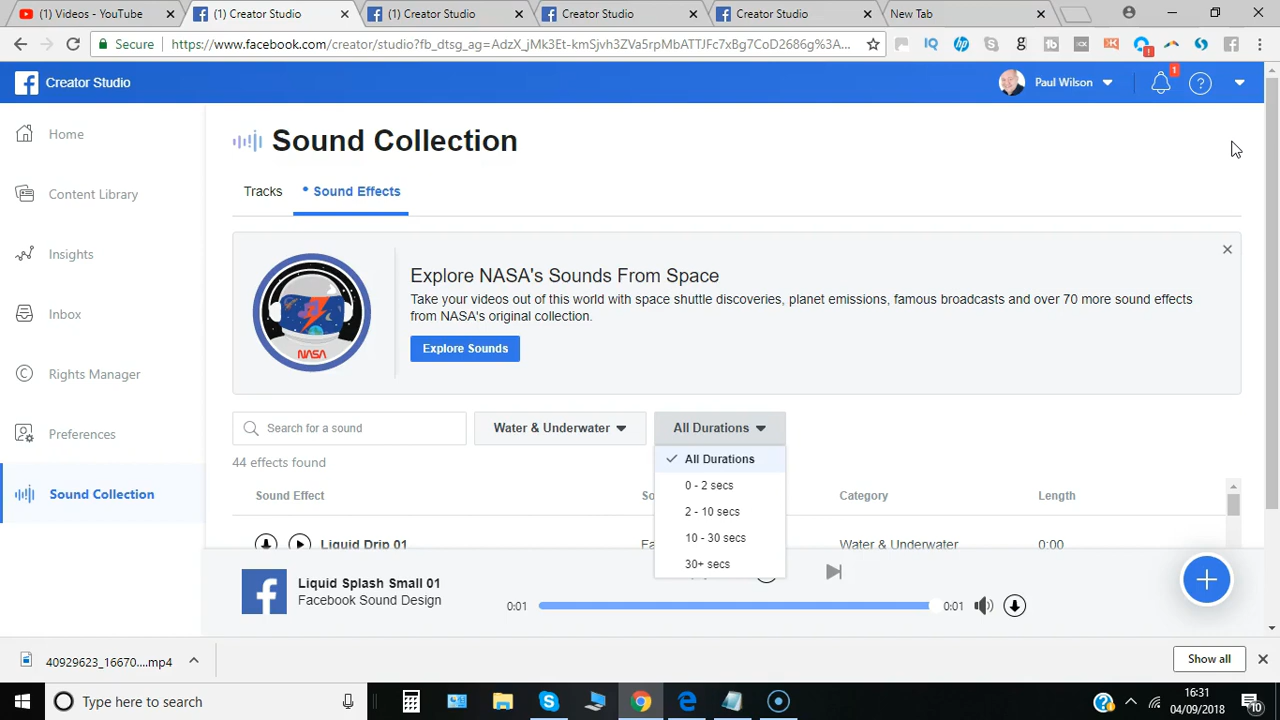 (1) Videos - YouTube
(1) Creator Studio
(1) Creator Studio
Creator Studio
Creator Studio
New Tab
Secure
https://www.facebook.com/creator/studio?fb_dtsg_ag=AdzX_jMk3Et-kmSjvh3ZVa5rpMbATTJFc7xBg7CoD2686g%3A...
Creator Studio
Paul Wilson
1
Home
Content Library
Insights
Inbox
Rights Manager
Preferences
Sound Collection
Sound Collection
Tracks
Sound Effects
NASA
Explore NASA's Sounds From Space
Take your videos out of this world with space shuttle discoveries, planet emissions, famous broadcasts and over 70 more sound effects
from NASA's original collection.
Explore Sounds
Search for a sound
Water & Underwater
All Durations
All Durations
0 - 2 secs
2 - 10 secs
10 - 30 secs
30+ secs
44 effects found
Sound Effect
Category
Length
Liquid Drip 01
Water & Underwater
0:00
Liquid Splash Small 01
Facebook Sound Design
0:01
0:01
40929623_16670....mp4
Show all
Type here to search
16:31
04/09/2018
10